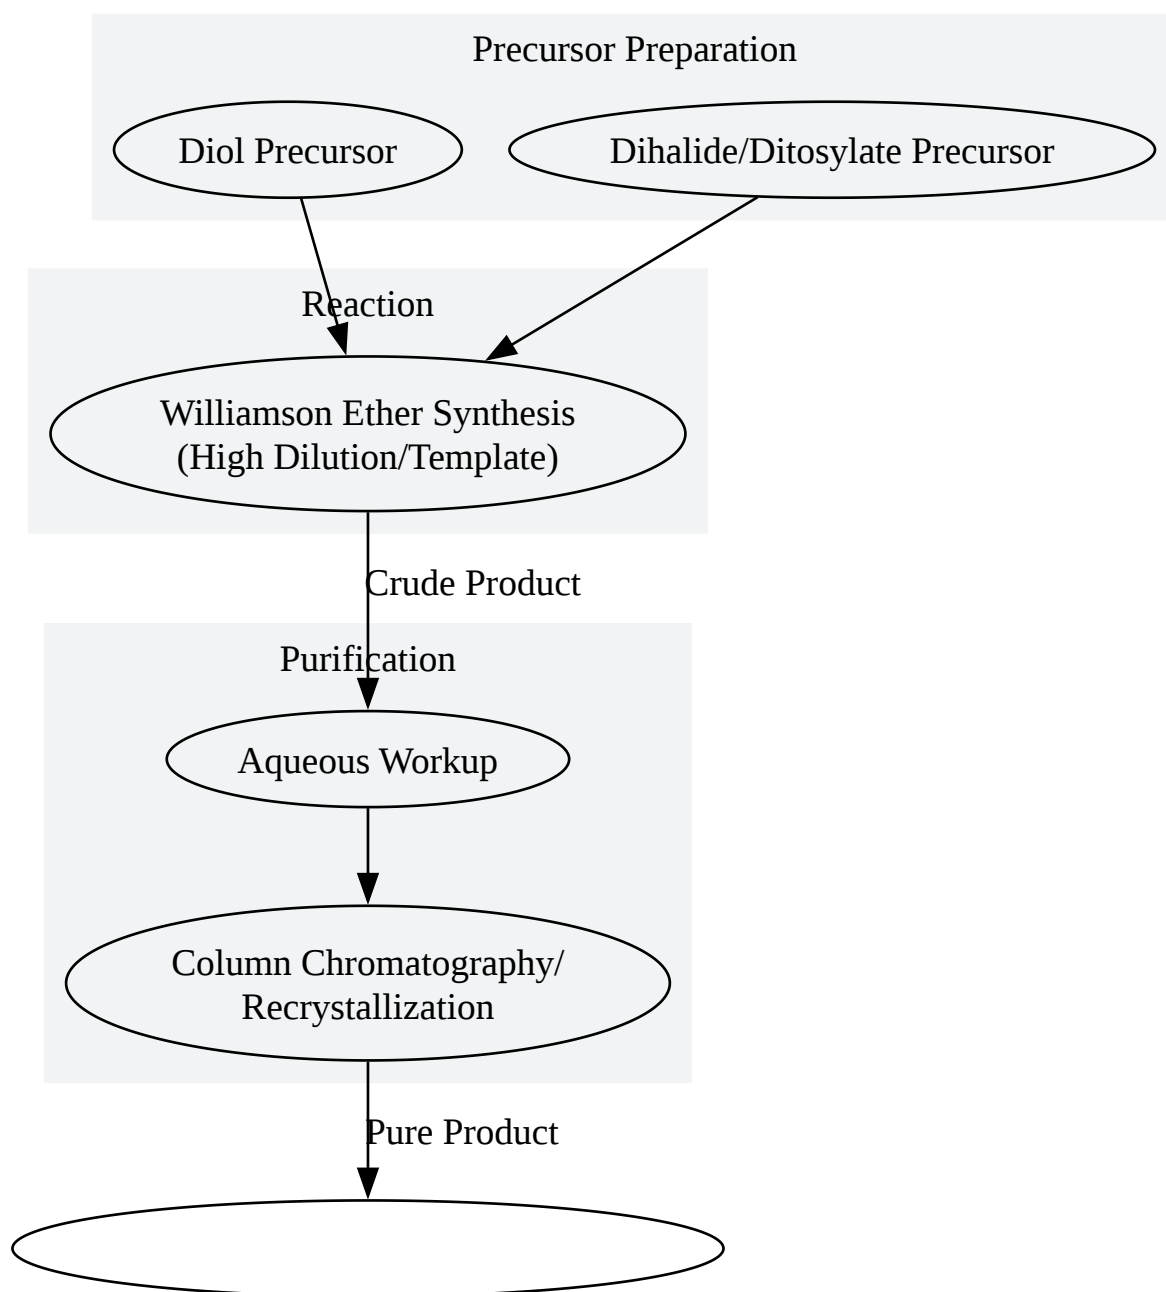 Precursor Preparation
Diol Precursor
Dihalide/Ditosylate Precursor
Reaction
Williamson Ether Synthesis
(High Dilution/Template)
Crude Product
Purification
Aqueous Workup
Column Chromatography/
Recrystallization
Pure Product